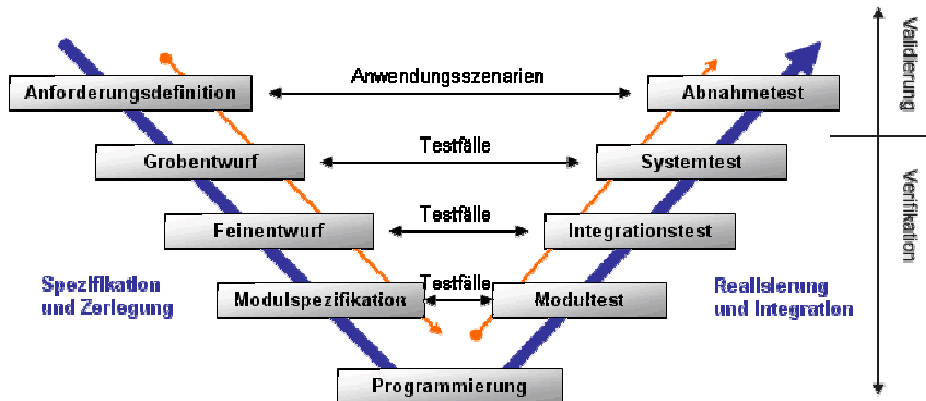 Anwendungsszenarien
Anforderungsdefinition
Abnahmetest
Validierung
Testfälle
Grobentwurf
Systemtest
Testfälle
Feinentwurf
Integrationstest
Verifikation
Spezifikation
und Zerlegung
Testfälle
Modulspezifikation
Modultest
Realisierung
und Integration
Programmierung